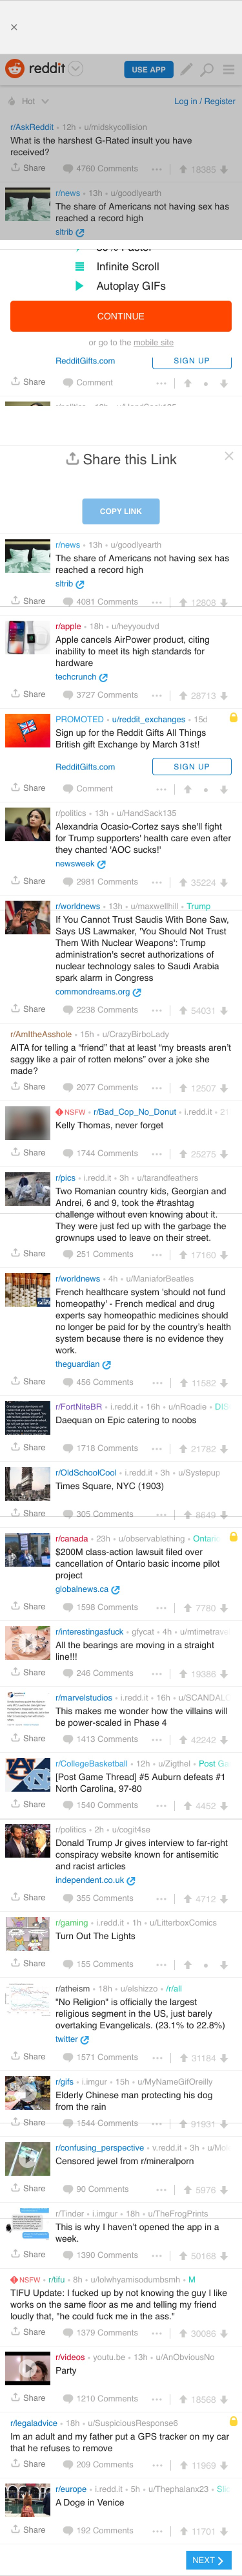 ×
reddit
USE APP
Hot
Log in / Register
r/AskReddit • 12h • u/midskycollision
What is the harshest G-Rated insult you have
received?
Share 4760 Comments ••• 18385
r/news • 13h • u/goodlyearth
The share of Americans not having sex has
reached a record high
sltrib
50% Faster
Infinite Scroll
Autoplay GIFs
CONTINUE
or go to the mobile site
RedditGifts.com SIGN UP
Share Comment •••
r/politics • 13h • u/HandSack135
Share this Link
COPY LINK
r/news • 13h • u/goodlyearth
The share of Americans not having sex has
reached a record high
sltrib
Share 4081 Comments ••• 12808
r/apple • 18h • u/heyyoudvd
Apple cancels AirPower product, citing
inability to meet its high standards for
hardware
techcrunch
Share 3727 Comments ••• 28713
PROMOTED • u/reddit_exchanges • 15d
Sign up for the Reddit Gifts All Things
British gift Exchange by March 31st!
RedditGifts.com SIGN UP
Share Comment •••
r/politics • 13h • u/HandSack135
Alexandria Ocasio-Cortez says she'll fight
for Trump supporters' health care even after
they chanted 'AOC sucks!'
newsweek
Share 2981 Comments ••• 35224
r/worldnews • 13h • u/maxwellhill • Trump
If You Cannot Trust Saudis With Bone Saw,
Says US Lawmaker, 'You Should Not Trust
Them With Nuclear Weapons': Trump
administration's secret authorizations of
nuclear technology sales to Saudi Arabia
spark alarm in Congress
commondreams.org
Share 2238 Comments ••• 54031
r/AmItheAsshole • 15h • u/CrazyBirboLady
AITA for telling a “friend” that at least “my breasts aren’t
saggy like a pair of rotten melons” over a joke she
made?
Share 2077 Comments ••• 12507
NSFW • r/Bad_Cop_No_Donut • i.redd.it
Kelly Thomas, never forget
Share 1744 Comments ••• 25275
r/pics • i.redd.it • 3h • u/tarandfeathers
Two Romanian country kids, Georgian and
Andrei, 6 and 9, took the #trashtag
challenge without even knowing about it.
They were just fed up with the garbage the
grownups used to leave on their street.
Share 251 Comments ••• 17160
r/worldnews • 4h • u/ManiaforBeatles
French healthcare system 'should not fund
homeopathy' - French medical and drug
experts say homeopathic medicines should
no longer be paid for by the country’s health
system because there is no evidence they
work.
theguardian
Share 456 Comments ••• 11582
r/FortNiteBR • i.redd.it • 16h • u/nRoadie • DIS
Daequan on Epic catering to noobs
Share 1718 Comments ••• 21782
r/OldSchoolCool • i.redd.it • 3h • u/Systepup
Times Square, NYC (1903)
Share 305 Comments ••• 8649
r/canada • 23h • u/observablething • Ontario
$200M class-action lawsuit filed over
cancellation of Ontario basic income pilot
project
globalnews.ca
Share 1598 Comments ••• 7780
r/interestingasfuck • gfycat • 4h • u/mtimetrave
All the bearings are moving in a straight
line!!!
Share 246 Comments ••• 19386
r/marvelstudios • i.redd.it • 16h • u/SCANDAL
This makes me wonder how the villains will
be power-scaled in Phase 4
Share 1413 Comments ••• 42242
r/CollegeBasketball • 12h • u/Zigthel • Post Ga
[Post Game Thread] #5 Auburn defeats #1
North Carolina, 97-80
Share 1540 Comments ••• 4452
r/politics • 2h • u/cogit4se
Donald Trump Jr gives interview to far-right
conspiracy website known for antisemitic
and racist articles
independent.co.uk
Share 355 Comments ••• 4712
r/gaming • i.redd.it • 1h • u/LitterboxComics
Turn Out The Lights
Share 155 Comments •••
r/atheism • 18h • u/elshizzo • /r/all
"No Religion" is officially the largest
religious segment in the US, just barely
overtaking Evangelicals. (23.1% to 22.8%)
twitter
Share 1571 Comments ••• 31184
r/gifs • i.imgur • 15h • u/MyNameGifOreilly
Elderly Chinese man protecting his dog
from the rain
Share 1544 Comments ••• 91931
r/confusing_perspective • v.redd.it • 3h
Censored jewel from r/mineralporn
Share 90 Comments ••• 5976
r/Tinder • i.imgur • 18h • u/TheFrogPrints
This is why I haven’t opened the app in a
week.
Share 1390 Comments ••• 50168
NSFW • r/tifu • 8h • u/lolwhyamisodumbsmh • M
TIFU Update: I fucked up by not knowing the guy I like
works on the same floor as me and telling my friend
loudly that, "he could fuck me in the ass."
Share 1379 Comments ••• 30086
r/videos • youtu.be • 13h • u/AnObviousNo
Party
Share 1210 Comments ••• 18568
r/legaladvice • 18h • u/SuspiciousResponse6
Im an adult and my father put a GPS tracker on my car
that he refuses to remove
Share 209 Comments ••• 11969
r/europe • i.redd.it • 5h • u/Thephalanx23
A Doge in Venice
Share 192 Comments ••• 11701
NEXT